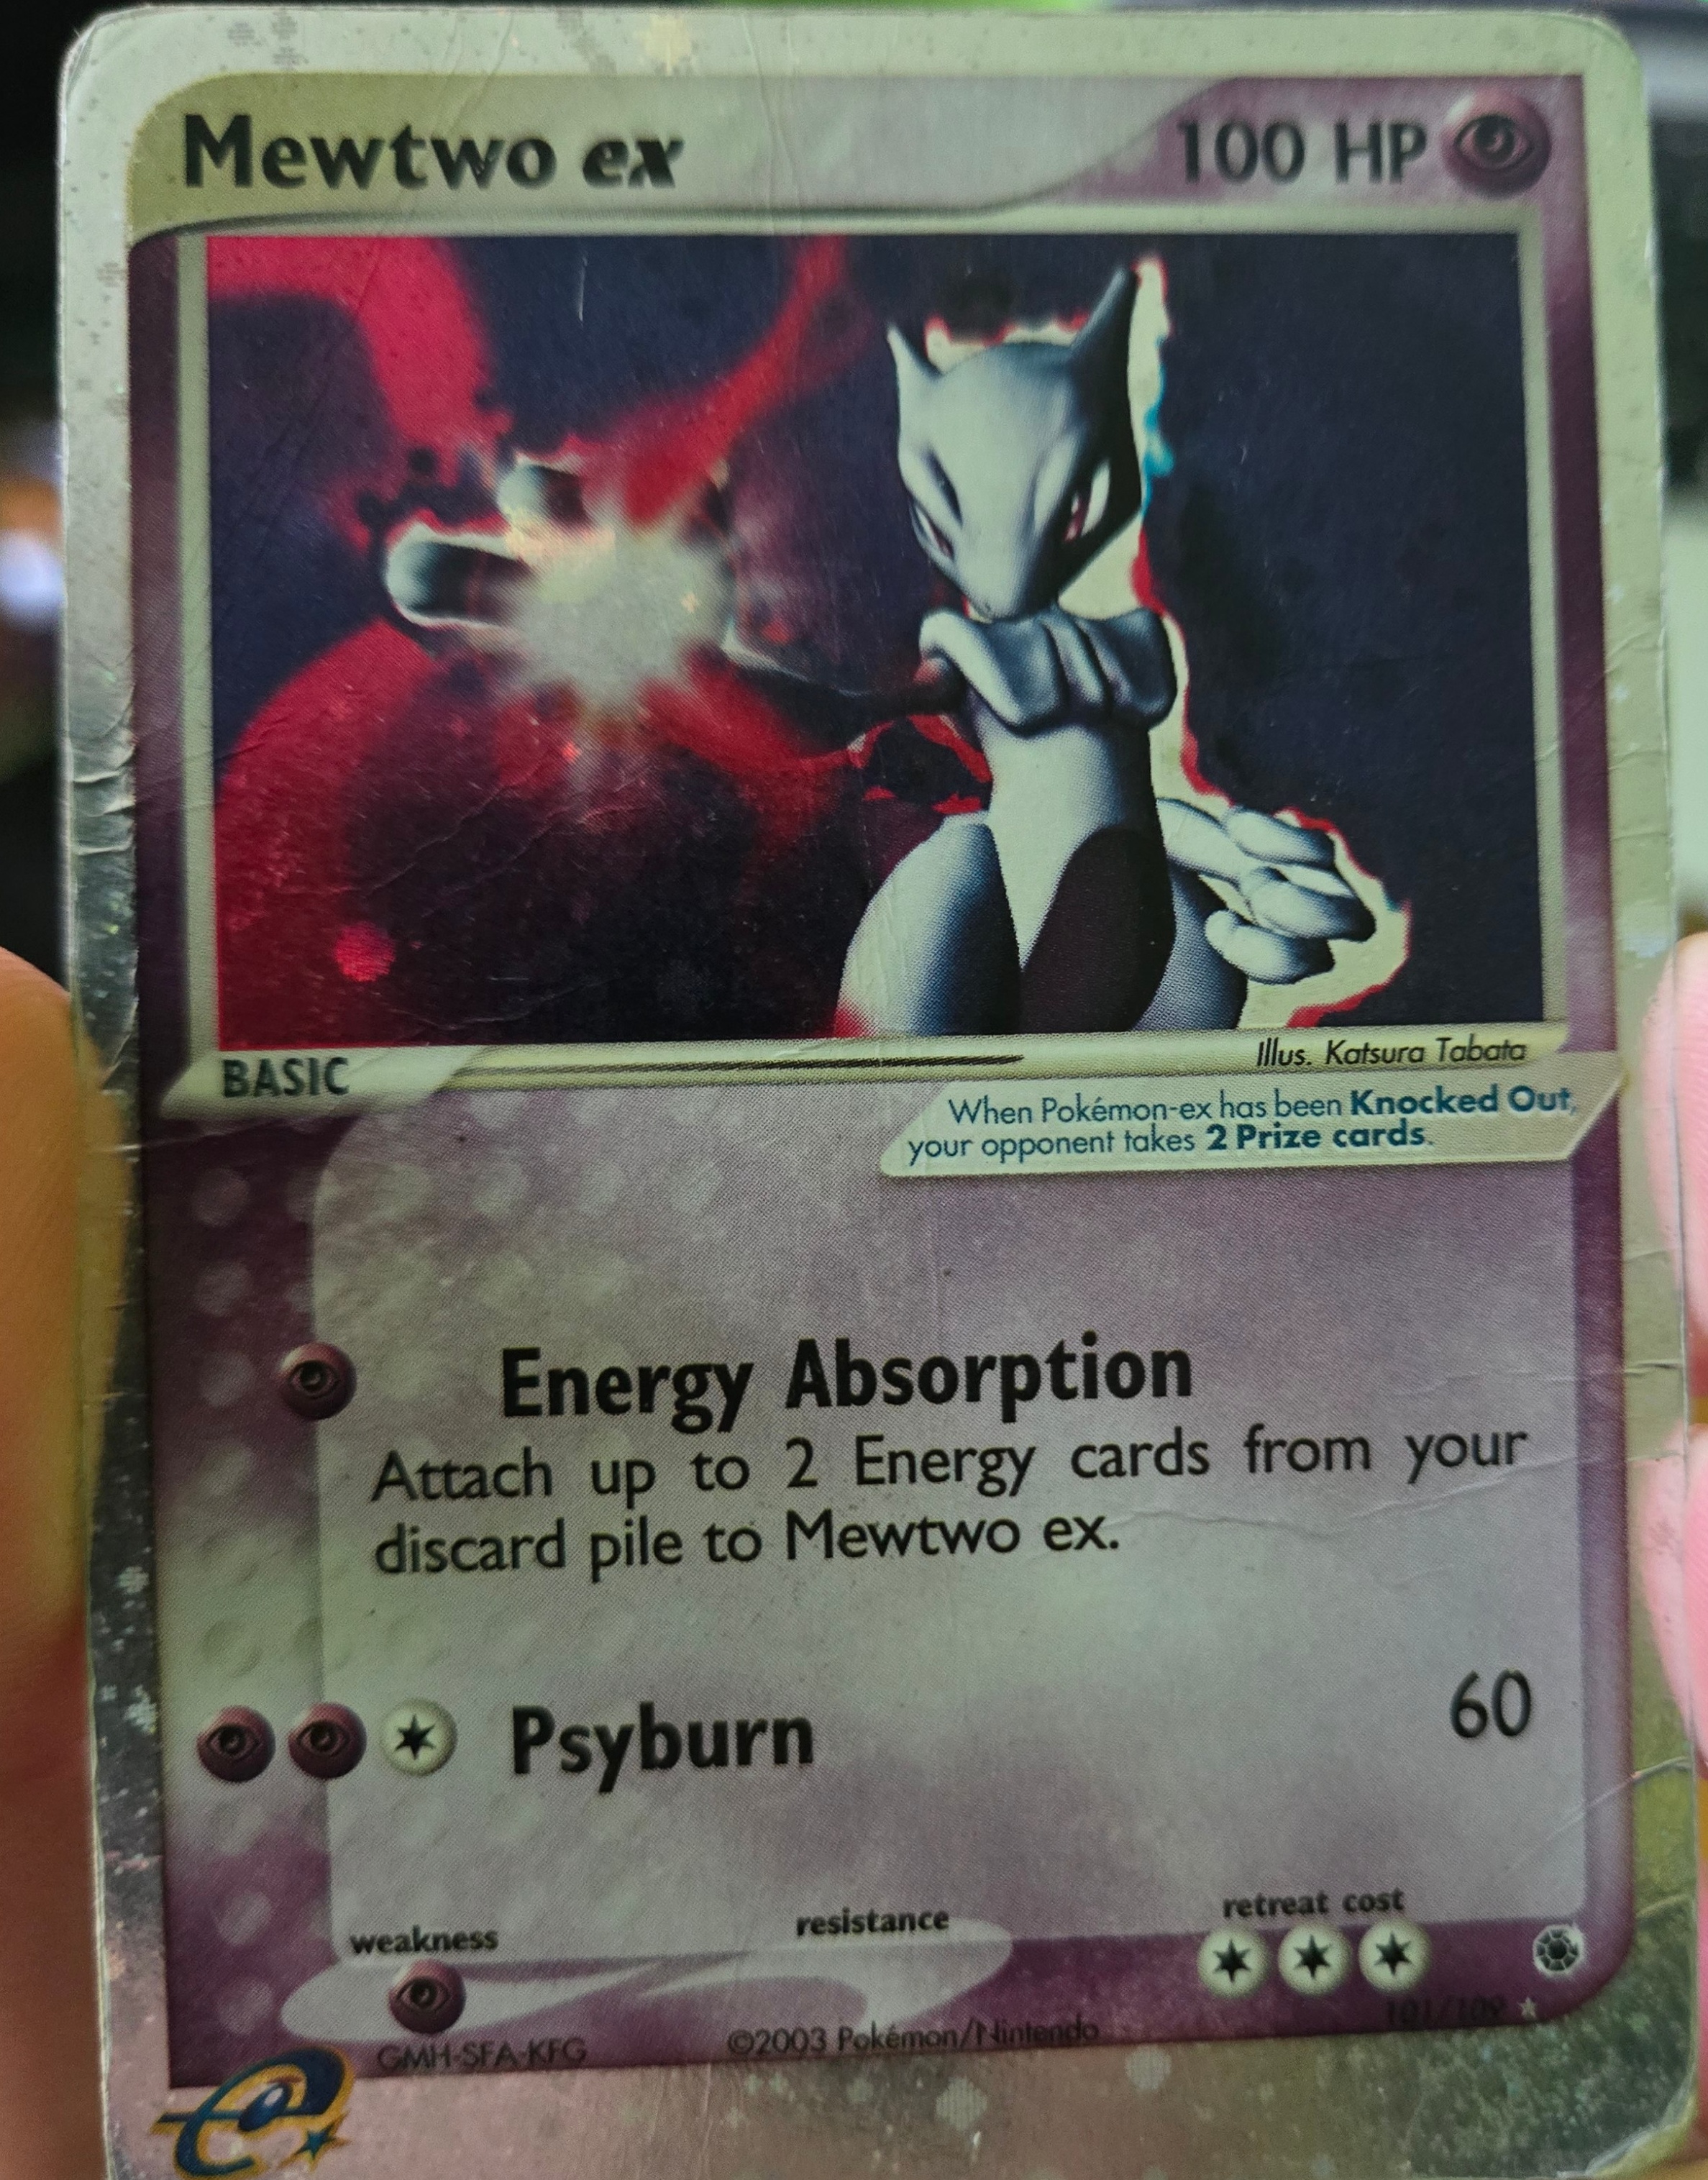 Mewtwo ex 100 HP
BASIC
Illus. Katsura Tabata
When Pokémon-ex has been Knocked Out,
your opponent takes 2 Prize cards.
Energy Absorption
Attach up to 2 Energy cards from your
discard pile to Mewtwo ex.
Psyburn 60
weakness resistance retreat cost
GMH-SFA-KFG ©2003 Pokémon/Nintendo 101/109